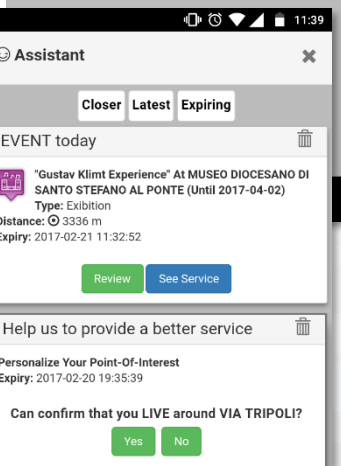 11:39
Assistant
Closer Latest Expiring
EVENT today
"Gustav Klimt Experience" At MUSEO DIOCESANO DI
SANTO STEFANO AL PONTE (Until 2017-04-02)
Type: Exibition
Distance: 3336 m
Expiry: 2017-02-21 11:32:52
Review See Service
Help us to provide a better service
Personalize Your Point-Of-Interest
Expiry: 2017-02-20 19:35:39
Can confirm that you LIVE around VIA TRIPOLI?
Yes No